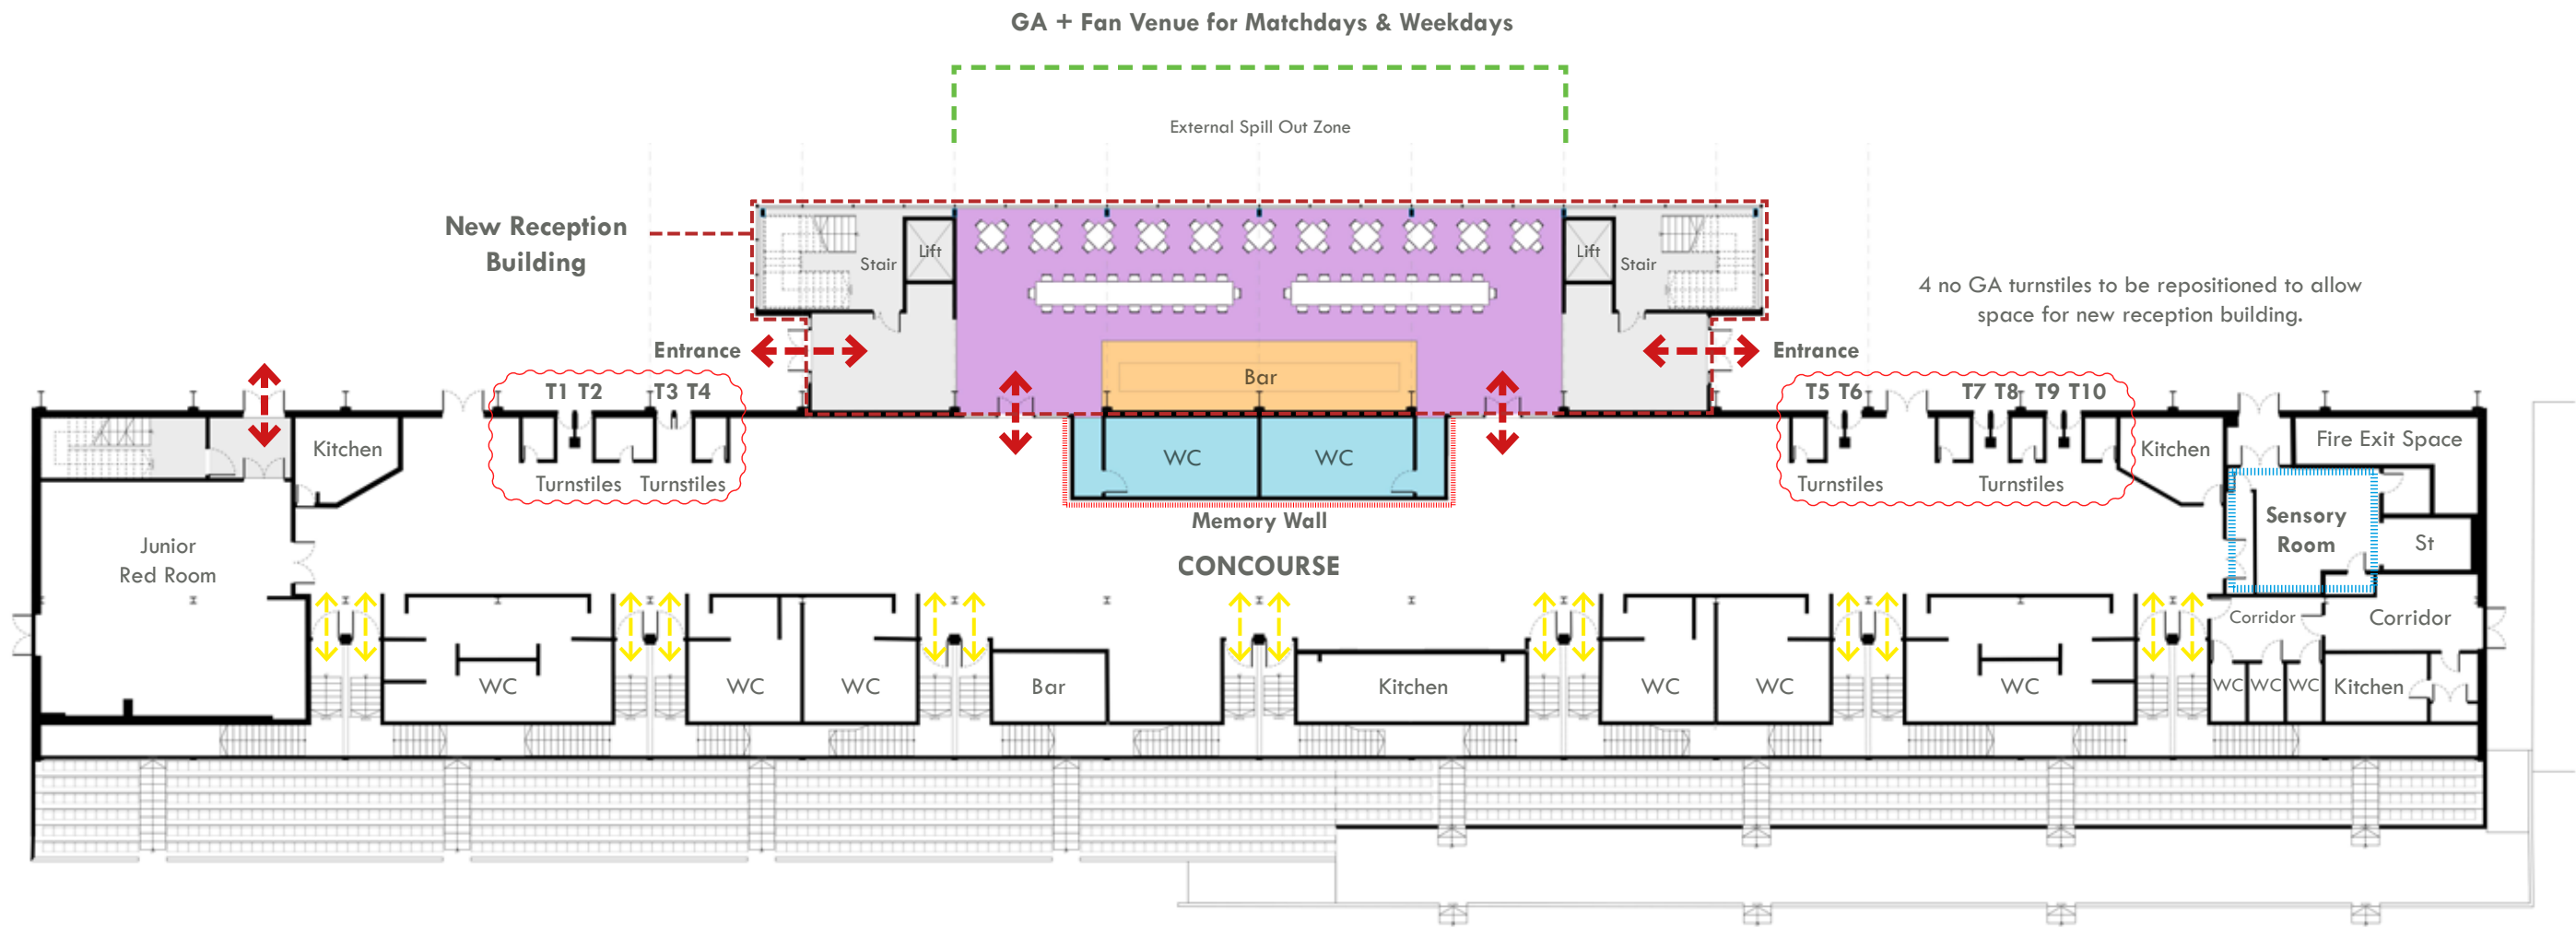 GA + Fan Venue for Matchdays & Weekdays
External Spill Out Zone
New Reception
Building
Stair
Lift
Lift
Stair
4 no GA turnstiles to be repositioned to allow
space for new reception building.
Entrance
Entrance
Bar
T1 T2
T3 T4
T5 T6
T7 T8
T9 T10
Kitchen
Turnstiles
Turnstiles
WC
WC
Turnstiles
Turnstiles
Kitchen
Fire Exit Space
Memory Wall
Sensory
Room
St
Junior
Red Room
CONCOURSE
Corridor
Corridor
WC
WC
WC
Bar
Kitchen
WC
WC
WC
WC
WC
WC
Kitchen